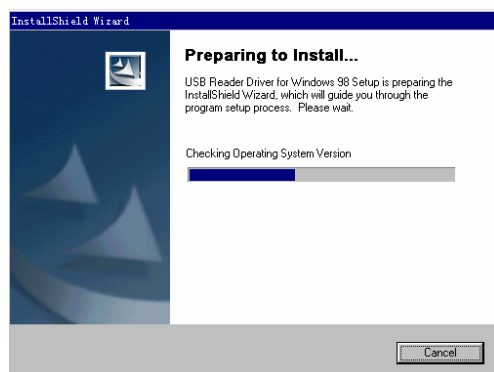 InstallShield Wizard
Preparing to Install...
USB Reader Driver for Windows 98 Setup is preparing the
InstallShield Wizard, which will guide you through the
program setup process. Please wait.
Checking Operating System Version
Cancel